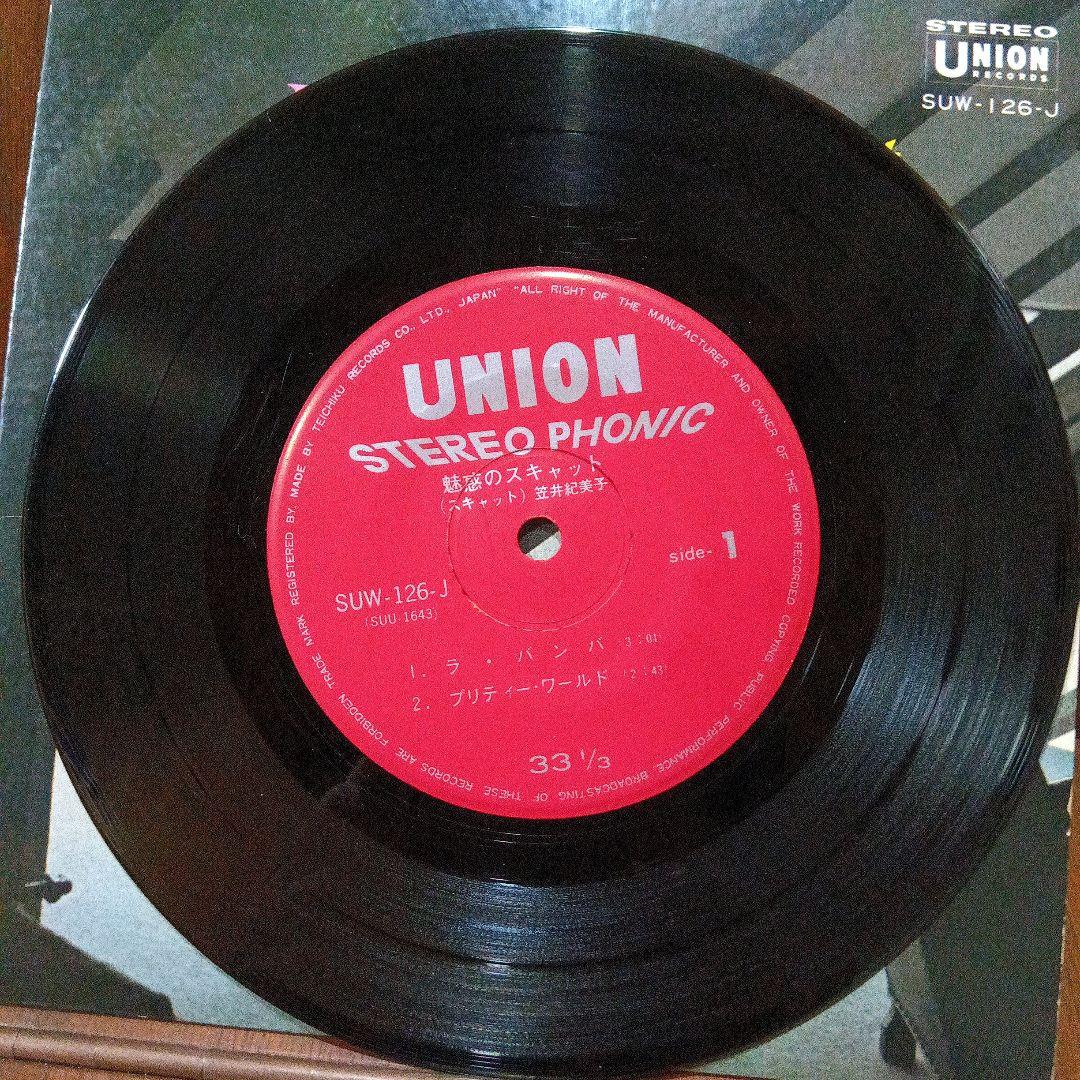 STEREO
UNION
RECORDS
SUW-126-J
TRADE MARK REGISTERED BY, MADE BY TEICHIKU RECORDS CO., LTD., JAPAN" "ALL RIGHT OF THE MANUFACTURER AND OWNER OF THE WORK RECORDED COPYING PUBLIC PERFORMANCE, BROADCASTING OF THESE RECORDS ARE FORBIDDEN
UNION
STEREO PHONIC
魅惑のスキャット
(スキャット) 笠井紀美子
side- 1
SUW-126-J
(SUU-1643)
1. ラ・バンバ (3:01)
2. プリティー・ワールド (2:43)
33 1/3